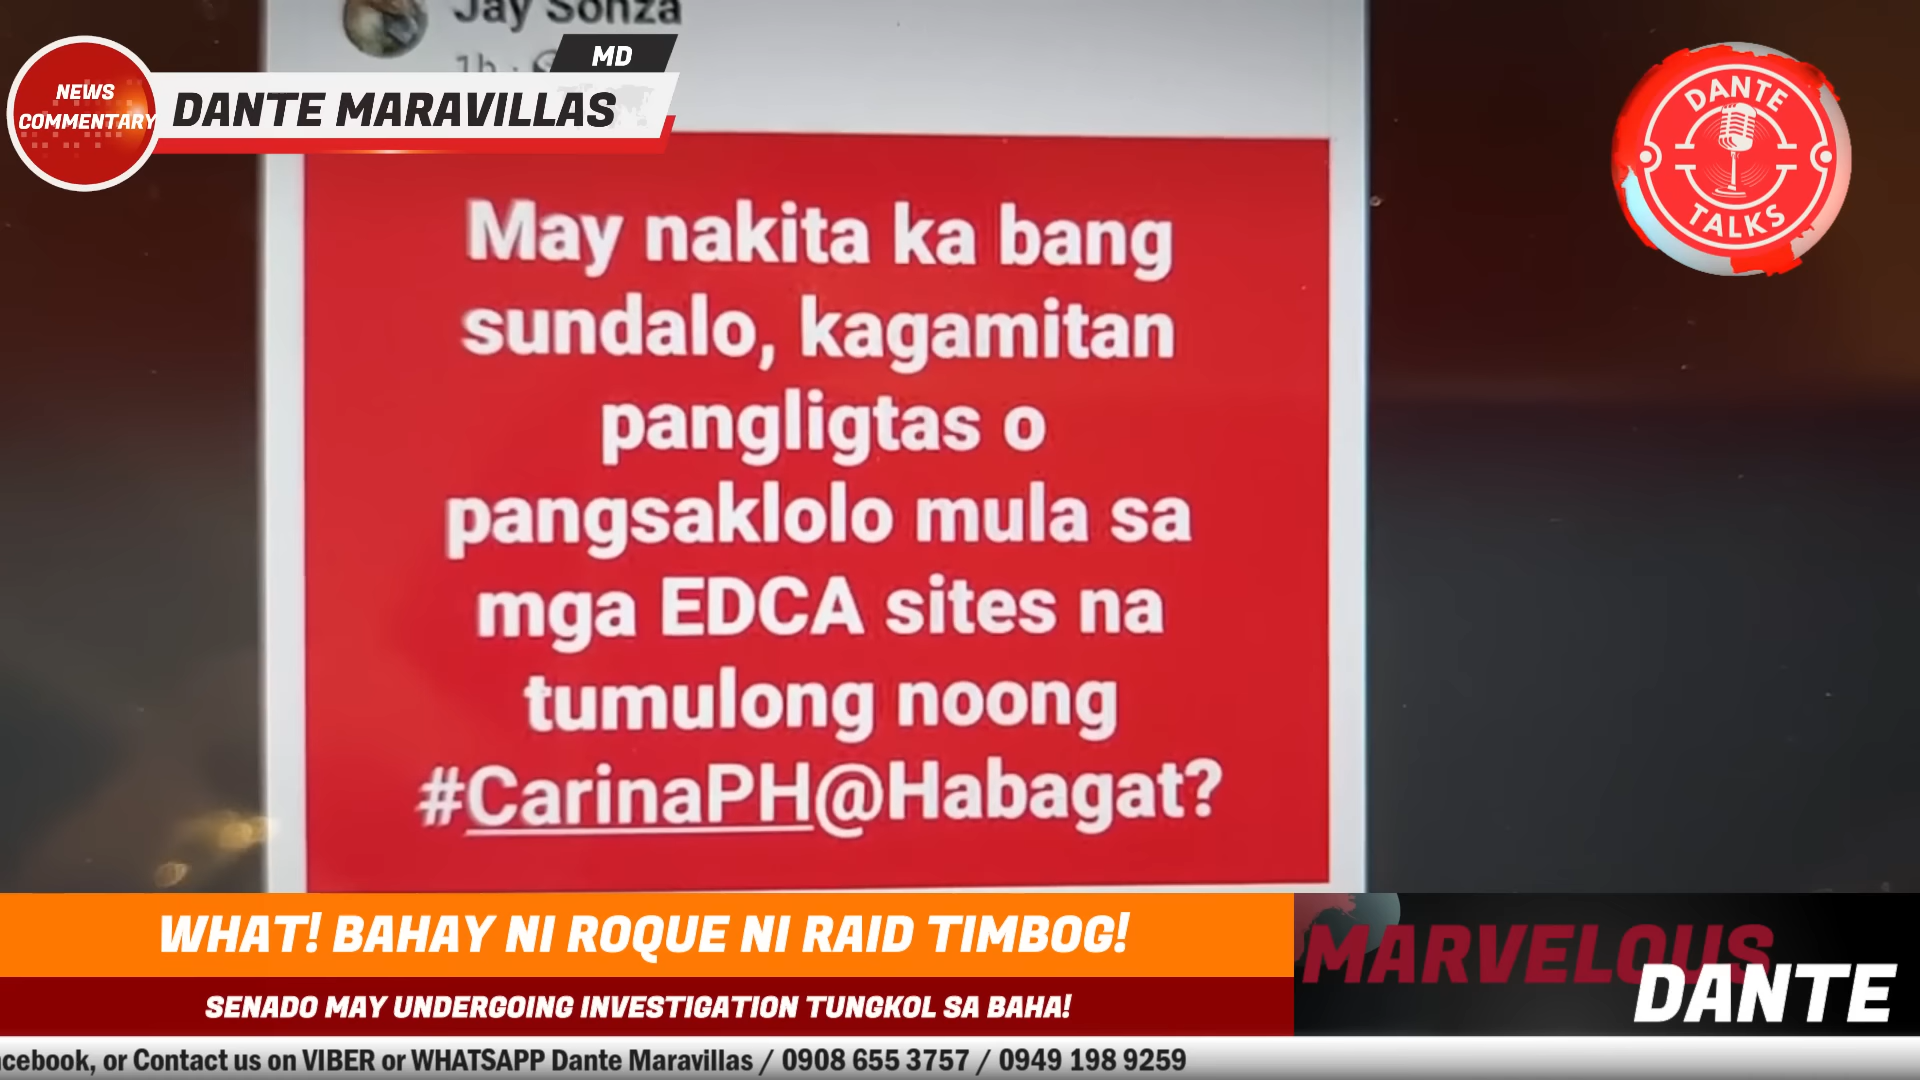 Jay Sonza
1h
MD
NEWS
COMMENTARY
DANTE MARAVILLAS
DANTE
TALKS
May nakita ka bang
sundalo, kagamitan
pangligtas o
pangsaklolo mula sa
mga EDCA sites na
tumulong noong
#CarinaPH@Habagat?
WHAT! BAHAY NI ROQUE NI RAID TIMBOG!
SENADO MAY UNDERGOING INVESTIGATION TUNGKOL SA BAHA!
MARVELOUS
DANTE
cebook, or Contact us on VIBER or WHATSAPP Dante Maravillas / 0908 655 3757 / 0949 198 9259